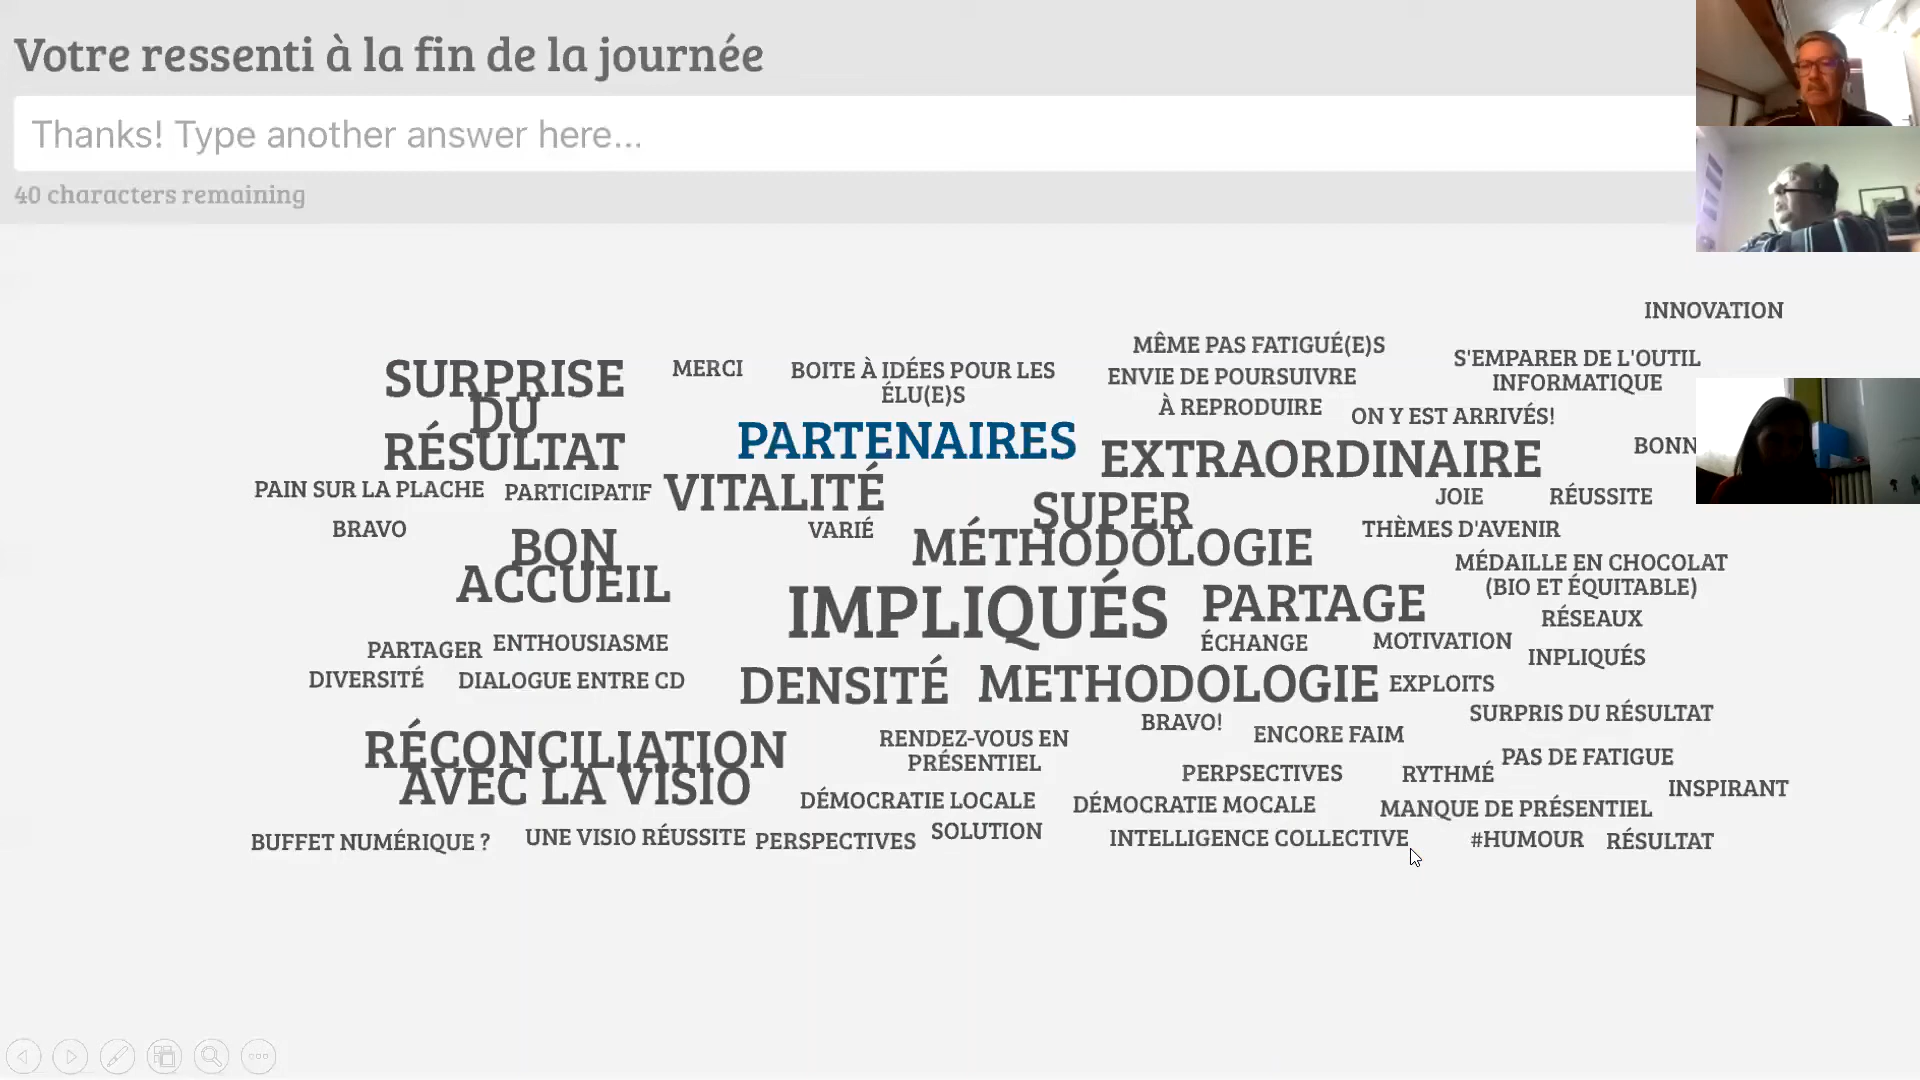 Votre ressenti à la fin de la journée
Thanks! Type another answer here...
40 characters remaining
INNOVATION
MÊME PAS FATIGUÉ(E)S
SURPRISE
DU
RÉSULTAT
MERCI
BOITE À IDÉES POUR LES
ÉLU(E)S
ENVIE DE POURSUIVRE
S'EMPARER DE L'OUTIL
INFORMATIQUE
À REPRODUIRE
ON Y EST ARRIVÉS!
PARTENAIRES
EXTRAORDINAIRE
PAIN SUR LA PLACHE
PARTICIPATIF
VITALITÉ
JOIE
RÉUSSITE
BRAVO
VARIÉ
SUPER
MÉTHODOLOGIE
THÈMES D'AVENIR
BON
ACCUEIL
MÉDAILLE EN CHOCOLAT
(BIO ET ÉQUITABLE)
IMPLIQUÉS
PARTAGE
RÉSEAUX
PARTAGER
ENTHOUSIASME
ÉCHANGE
MOTIVATION
INPLIQUÉS
DIVERSITÉ
DIALOGUE ENTRE CD
DENSITÉ
METHODOLOGIE
EXPLOITS
SURPRIS DU RÉSULTAT
BRAVO!
ENCORE FAIM
RÉCONCILIATION
AVEC LA VISIO
RENDEZ-VOUS EN
PRÉSENTIEL
PAS DE FATIGUE
PERPSECTIVES
RYTHMÉ
INSPIRANT
DÉMOCRATIE LOCALE
DÉMOCRATIE MOCALE
MANQUE DE PRÉSENTIEL
BUFFET NUMÉRIQUE ?
UNE VISIO RÉUSSITE
PERSPECTIVES
SOLUTION
INTELLIGENCE COLLECTIVE
#HUMOUR
RÉSULTAT